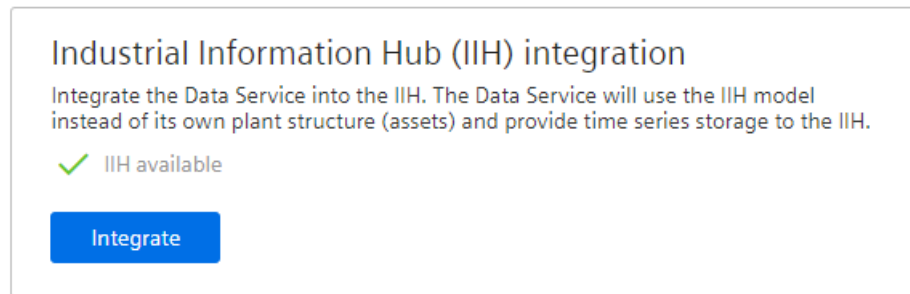 Industrial Information Hub (IIH) integration
Integrate the Data Service into the IIH. The Data Service will use the IIH model
instead of its own plant structure (assets) and provide time series storage to the IIH.
IIH available
Integrate